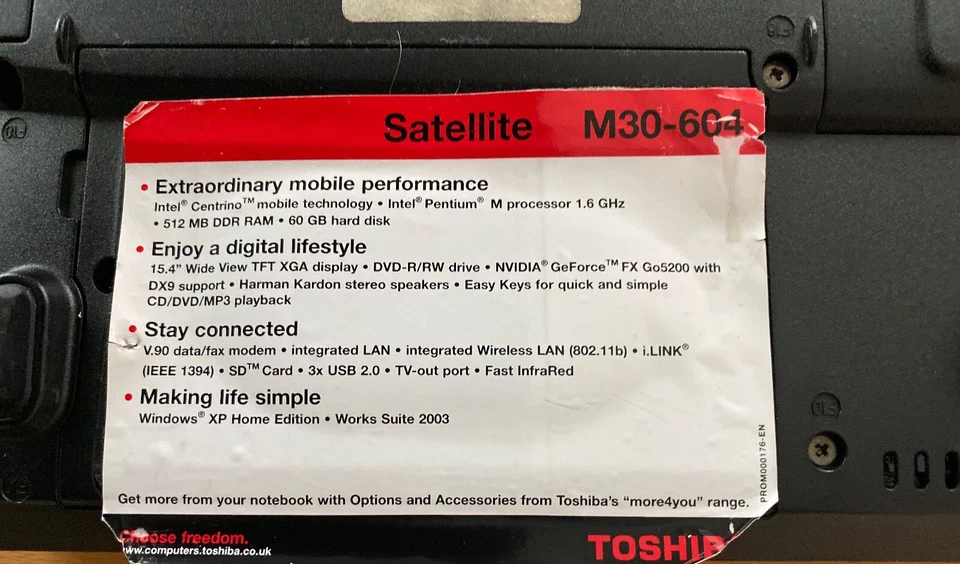 F16
Satellite M30-604
• Extraordinary mobile performance
Intel® Centrino™ mobile technology • Intel® Pentium® M processor 1.6 GHz
• 512 MB DDR RAM • 60 GB hard disk
• Enjoy a digital lifestyle
15.4" Wide View TFT XGA display • DVD-R/RW drive • NVIDIA® GeForce™ FX Go5200 with
DX9 support • Harman Kardon stereo speakers • Easy Keys for quick and simple
CD/DVD/MP3 playback
• Stay connected
V.90 data/fax modem • integrated LAN • integrated Wireless LAN (802.11b) • i.LINK®
(IEEE 1394) • SD™ Card • 3x USB 2.0 • TV-out port • Fast InfraRed
• Making life simple
Windows® XP Home Edition • Works Suite 2003
PROM000176-EN
Get more from your notebook with Options and Accessories from Toshiba's "more4you" range.
Choose freedom.
www.computers.toshiba.co.uk
TOSHIB